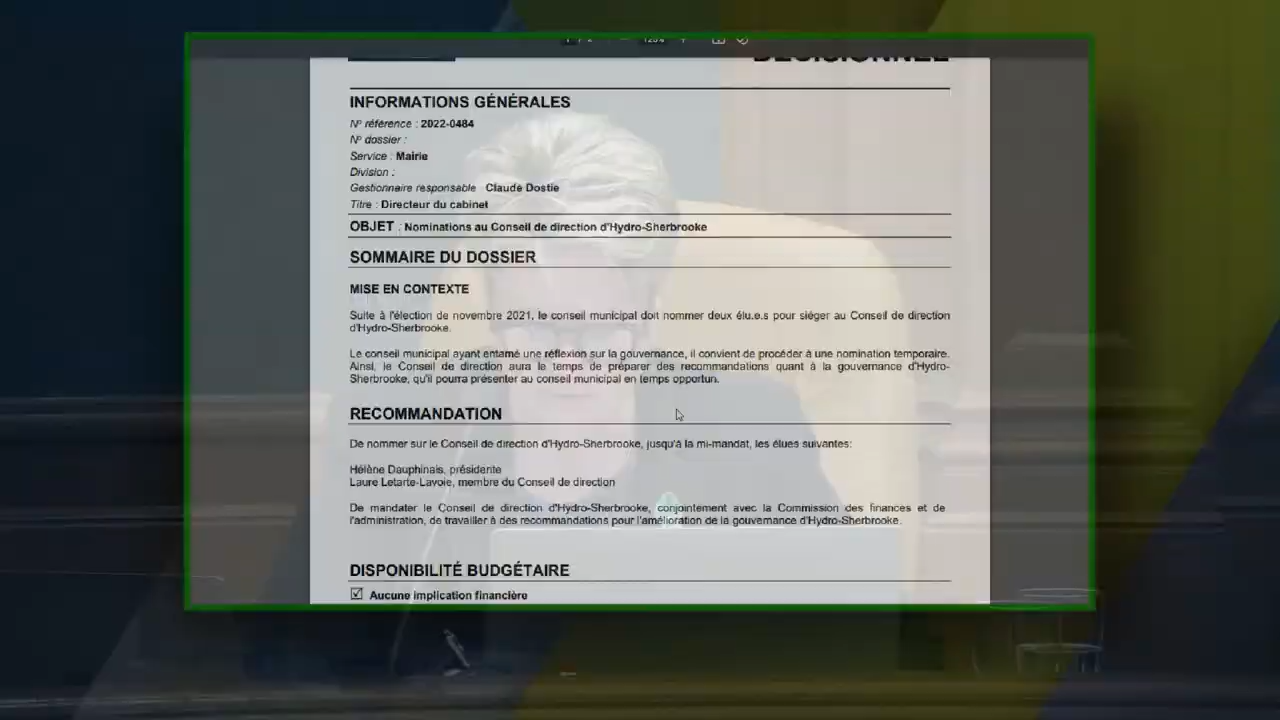 DÉCISIONNEL
INFORMATIONS GÉNÉRALES
Nº référence : 2022-0484
Nº dossier :
Service : Mairie
Division :
Gestionnaire responsable : Claude Dostie
Titre : Directeur du cabinet
OBJET : Nominations au Conseil de direction d'Hydro-Sherbrooke
SOMMAIRE DU DOSSIER
MISE EN CONTEXTE
Suite à l'élection de novembre 2021, le conseil municipal doit nommer deux élu.e.s pour siéger au Conseil de direction
d'Hydro-Sherbrooke.
Le conseil municipal ayant entamé une réflexion sur la gouvernance, il convient de procéder à une nomination temporaire.
Ainsi, le Conseil de direction aura le temps de préparer des recommandations quant à la gouvernance d'Hydro-
Sherbrooke, qu'il pourra présenter au conseil municipal en temps opportun.
RECOMMANDATION
De nommer sur le Conseil de direction d'Hydro-Sherbrooke, jusqu'à la mi-mandat, les élues suivantes:
Hélène Dauphinais, présidente
Laure Letarte-Lavoie, membre du Conseil de direction
De mandater le Conseil de direction d'Hydro-Sherbrooke, conjointement avec la Commission des finances et de
l'administration, de travailler à des recommandations pour l'amélioration de la gouvernance d'Hydro-Sherbrooke.
DISPONIBILITÉ BUDGÉTAIRE
Aucune implication financière